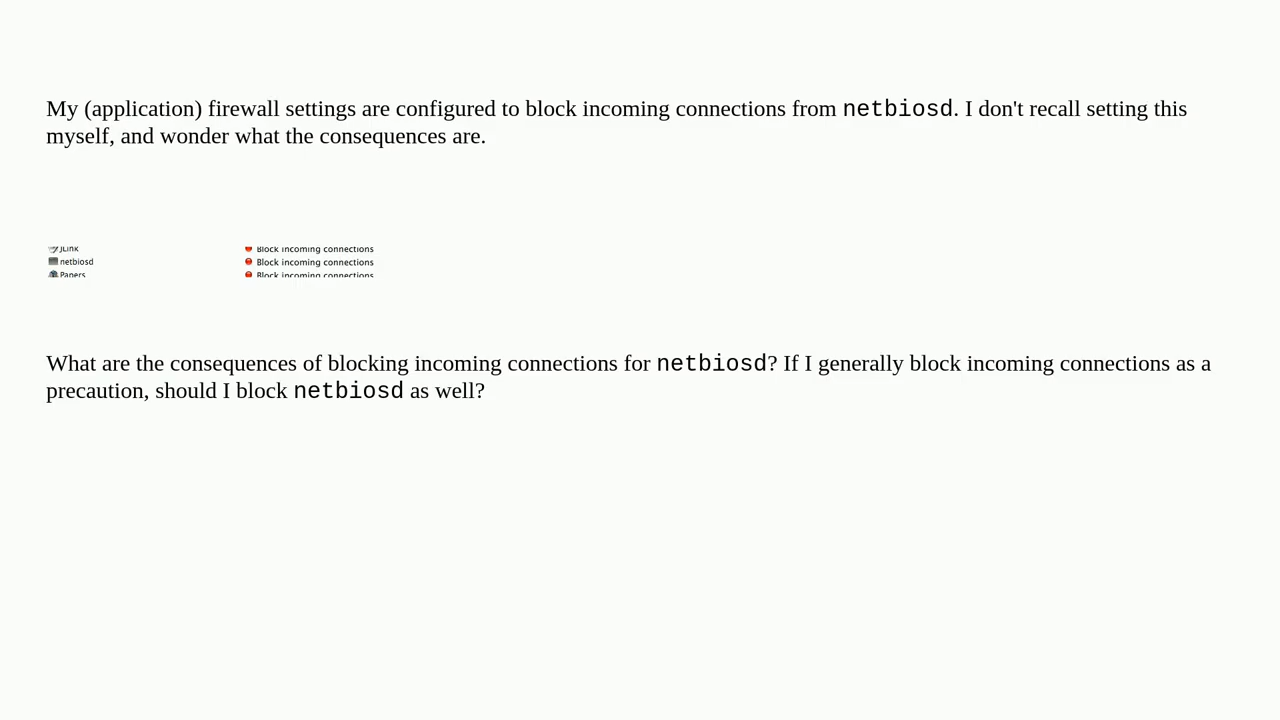 My (application) firewall settings are configured to block incoming connections from netbiosd. I don't recall setting this
myself, and wonder what the consequences are.
JLink Block incoming connections
netbiosd Block incoming connections
Papers Block incoming connections
What are the consequences of blocking incoming connections for netbiosd? If I generally block incoming connections as a
precaution, should I block netbiosd as well?